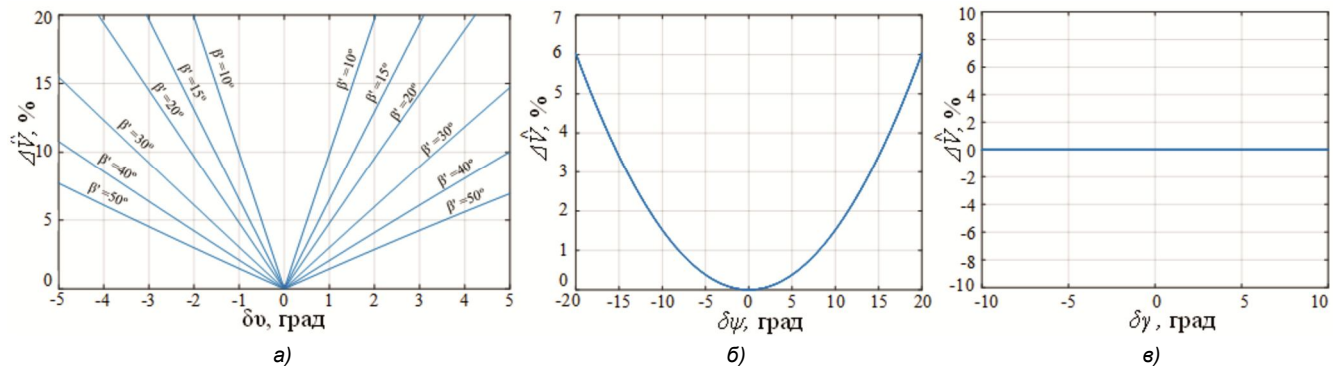 20
15
10
5
0
ΔV̂, %
-5 -4 -3 -2 -1 0 1 2 3 4 5
δυ, град
β'=10°
β'=15°
β'=20°
β'=30°
β'=40°
β'=50°
β'=10°
β'=15°
β'=20°
β'=30°
β'=40°
β'=50°
а)
7
6
5
4
3
2
1
0
ΔV̂, %
-20 -15 -10 -5 0 5 10 15 20
δψ, град
б)
10
8
6
4
2
0
-2
-4
-6
-8
-10
ΔV̂, %
-10 -5 0 5 10
δγ, град
в)